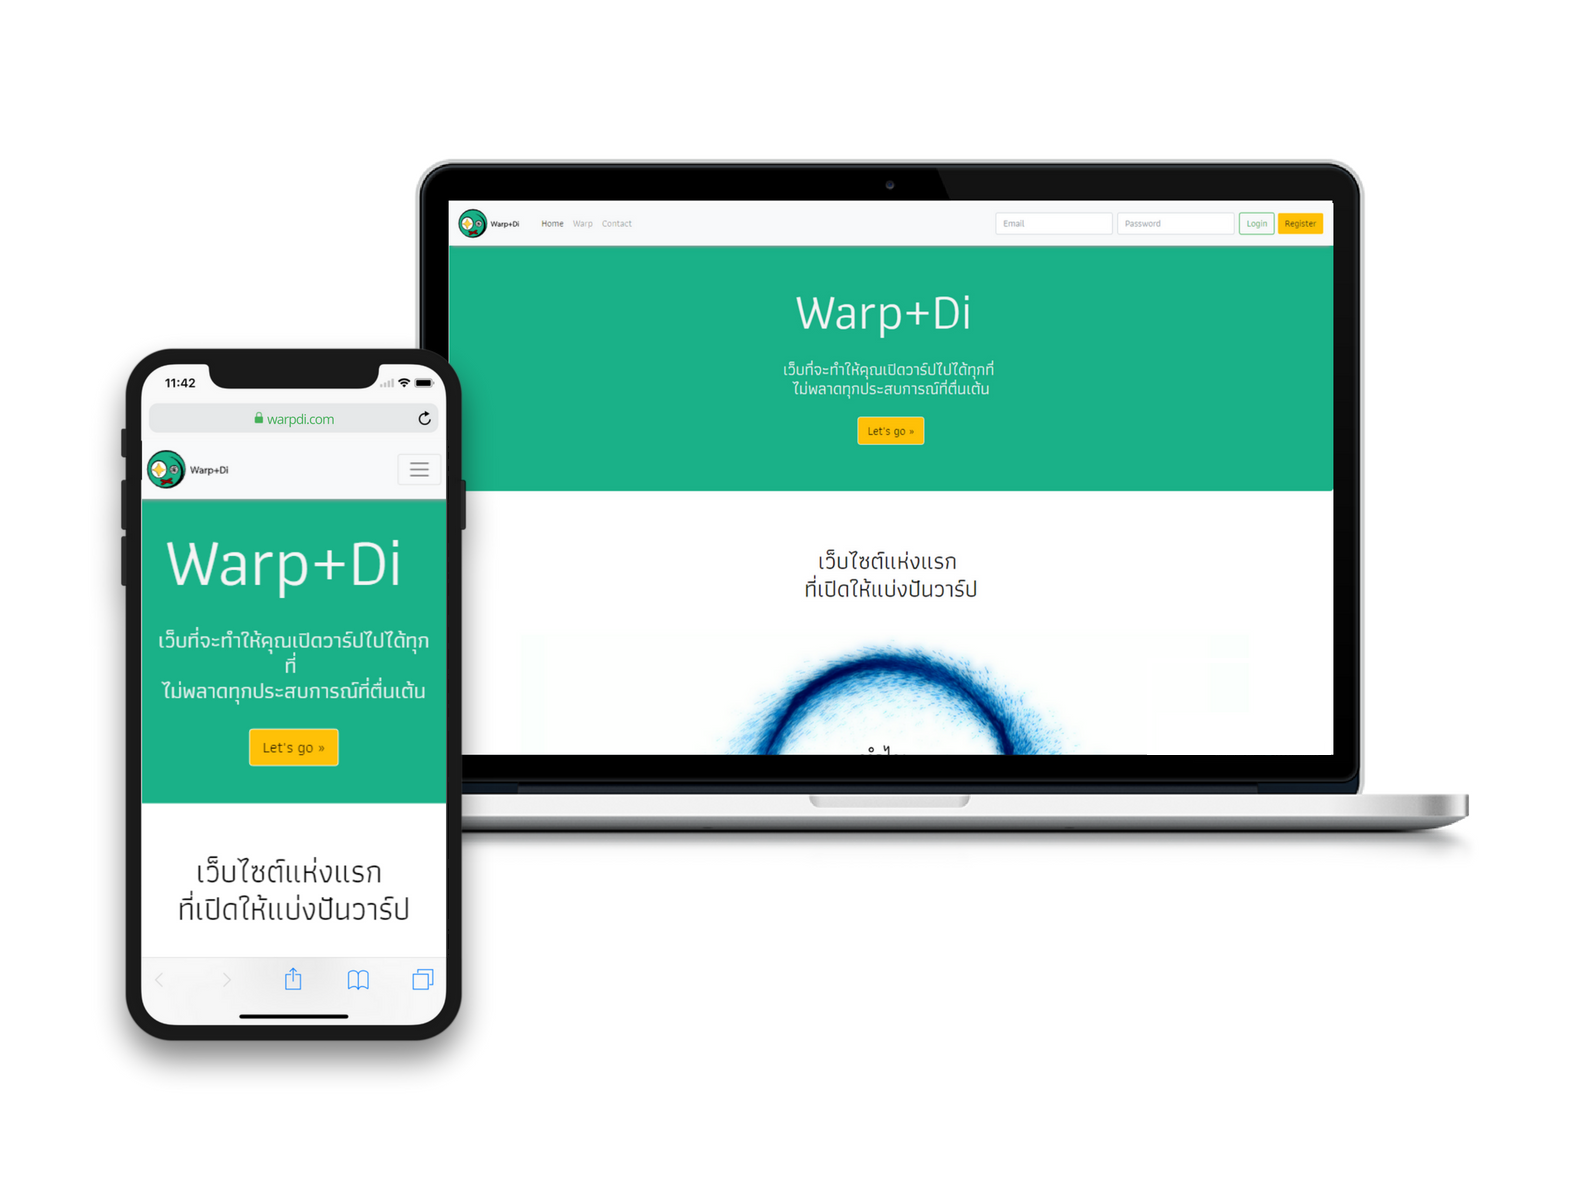 Warp+Di Home Warp Contact Email Password Login Register
Warp+Di
เว็บที่จะทำให้คุณเปิดวาร์ปไปได้ทุกที่
ไม่พลาดทุกประสบการณ์ที่ตื่นเต้น
Let's go »
เว็บไซต์แห่งแรก
ที่เปิดให้แบ่งปันวาร์ป
11:42
warpdi.com
Warp+Di
Warp+Di
เว็บที่จะทำให้คุณเปิดวาร์ปไปได้ทุก
ที่
ไม่พลาดทุกประสบการณ์ที่ตื่นเต้น
Let's go »
เว็บไซต์แห่งแรก
ที่เปิดให้แบ่งปันวาร์ป